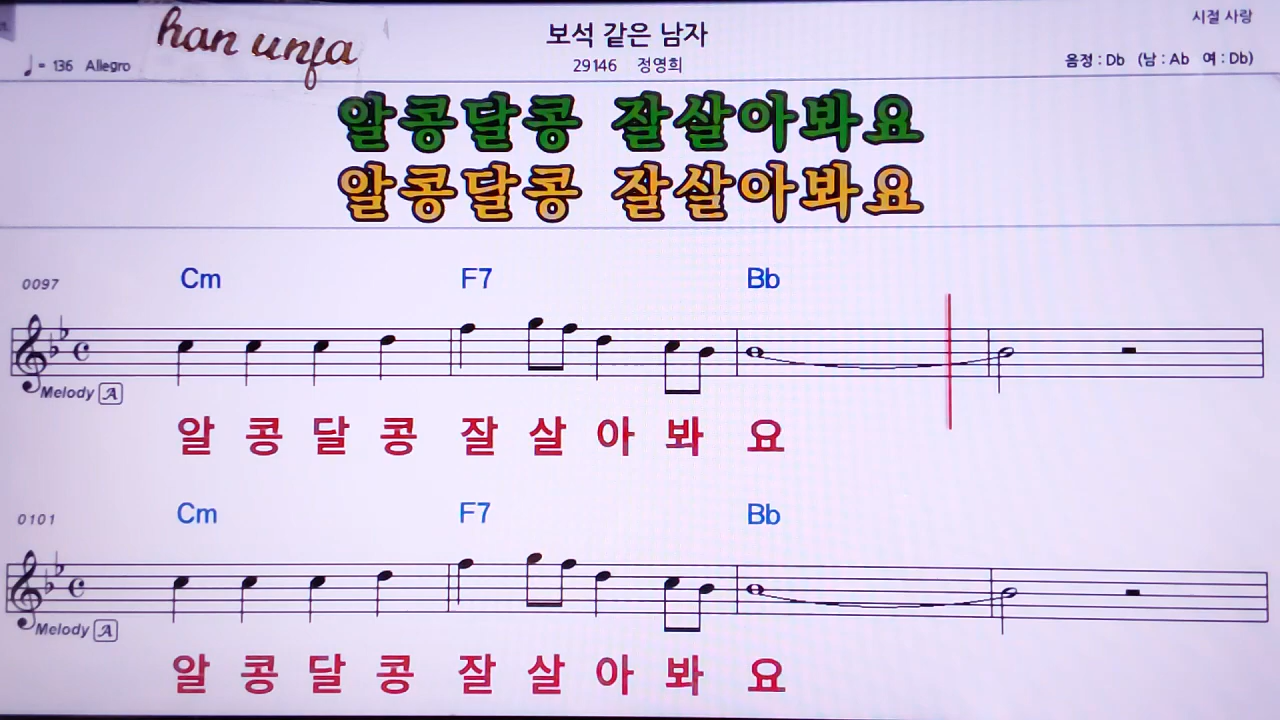 han unja
보석 같은 남자
시절 사랑
♩= 136 Allegro
29146 정영희
음정 : Db (남 : Ab 여 : Db)
알콩달콩 잘살아봐요
알콩달콩 잘살아봐요
0097
Cm F7 Bb
Melody A
알 콩 달 콩 잘 살 아 봐 요
0101
Cm F7 Bb
Melody A
알 콩 달 콩 잘 살 아 봐 요